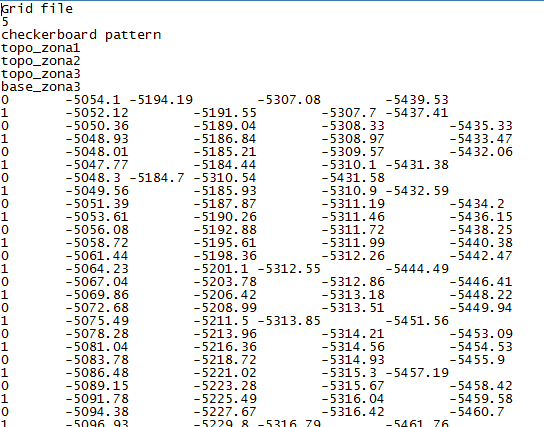 Grid file
5
checkerboard pattern
topo_zona1
topo_zona2
topo_zona3
base_zona3
0	-5054.1	-5194.19	-5307.08	-5439.53
1	-5052.12	-5191.55	-5307.7	-5437.41
0	-5050.36	-5189.04	-5308.33	-5435.33
1	-5048.93	-5186.84	-5308.97	-5433.47
0	-5048.01	-5185.21	-5309.57	-5432.06
1	-5047.77	-5184.44	-5310.1	-5431.38
0	-5048.3	-5184.7	-5310.54	-5431.58
1	-5049.56	-5185.93	-5310.9	-5432.59
0	-5051.39	-5187.87	-5311.19	-5434.2
1	-5053.61	-5190.26	-5311.46	-5436.15
0	-5056.08	-5192.88	-5311.72	-5438.25
1	-5058.72	-5195.61	-5311.99	-5440.38
0	-5061.44	-5198.36	-5312.26	-5442.47
1	-5064.23	-5201.1	-5312.55	-5444.49
0	-5067.04	-5203.78	-5312.86	-5446.41
1	-5069.86	-5206.42	-5313.18	-5448.22
0	-5072.68	-5208.99	-5313.51	-5449.94
1	-5075.49	-5211.5	-5313.85	-5451.56
0	-5078.28	-5213.96	-5314.21	-5453.09
1	-5081.04	-5216.36	-5314.56	-5454.53
0	-5083.78	-5218.72	-5314.93	-5455.9
1	-5086.48	-5221.02	-5315.3	-5457.19
0	-5089.15	-5223.28	-5315.67	-5458.42
1	-5091.78	-5225.49	-5316.04	-5459.58
0	-5094.38	-5227.67	-5316.42	-5460.7
1	-5096.93	-5229.8	-5316.79	-5461.76